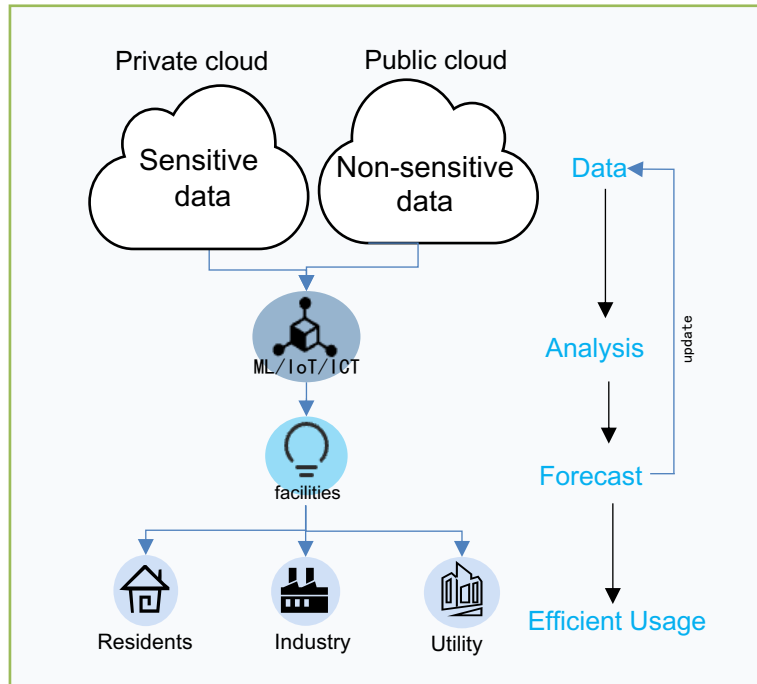 Private cloud
Public cloud
Sensitive
data
Non-sensitive
data
Data
update
Analysis
ML/IoT/ICT
Forecast
facilities
Efficient Usage
Residents
Industry
Utility